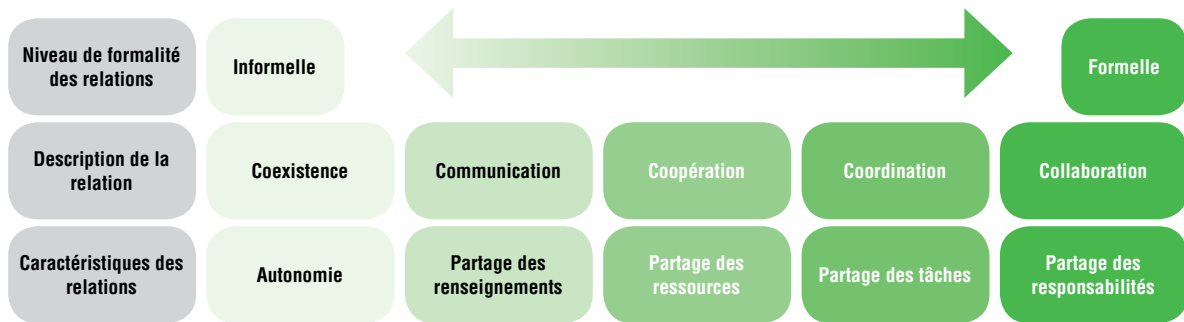 Niveau de formalité
des relations
Informelle
Formelle
Description de la
relation
Coexistence
Communication
Coopération
Coordination
Collaboration
Caractéristiques des
relations
Autonomie
Partage des
renseignements
Partage des
ressources
Partage des tâches
Partage des
responsabilités